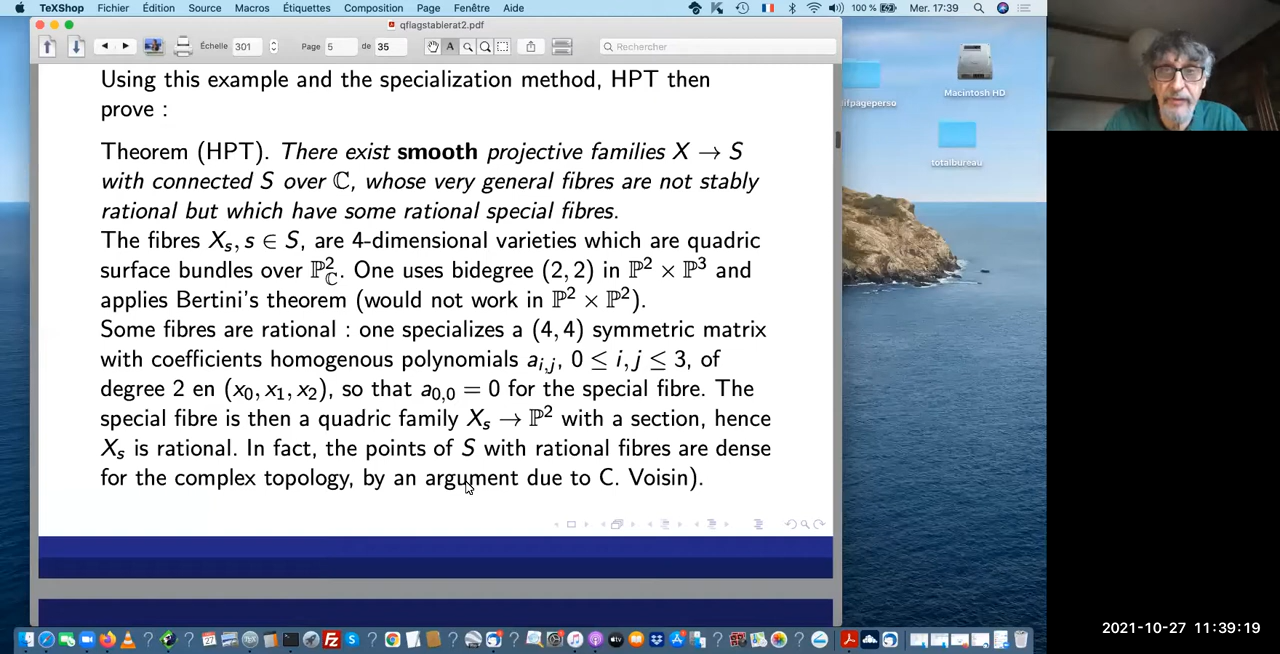 TeXShop Fichier Édition Source Macros Étiquettes Composition Page Fenêtre Aide 100 % Mer. 17:39
qflagstablerat2.pdf
Échelle 301 Page 5 de 35 Rechercher
Using this example and the specialization method, HPT then
prove :
Theorem (HPT). There exist smooth projective families X → S
with connected S over ℂ, whose very general fibres are not stably
rational but which have some rational special fibres.
The fibres Xₛ, s ∈ S, are 4-dimensional varieties which are quadric
surface bundles over ℙ²_ℂ. One uses bidegree (2, 2) in ℙ² × ℙ³ and
applies Bertini's theorem (would not work in ℙ² × ℙ²).
Some fibres are rational : one specializes a (4, 4) symmetric matrix
with coefficients homogenous polynomials a_{i,j}, 0 ≤ i, j ≤ 3, of
degree 2 en (x₀, x₁, x₂), so that a_{0,0} = 0 for the special fibre. The
special fibre is then a quadric family Xₛ → ℙ² with a section, hence
Xₛ is rational. In fact, the points of S with rational fibres are dense
for the complex topology, by an argument due to C. Voisin).
Macintosh HD
ifpageperso
totalbureau
2021-10-27 11:39:19